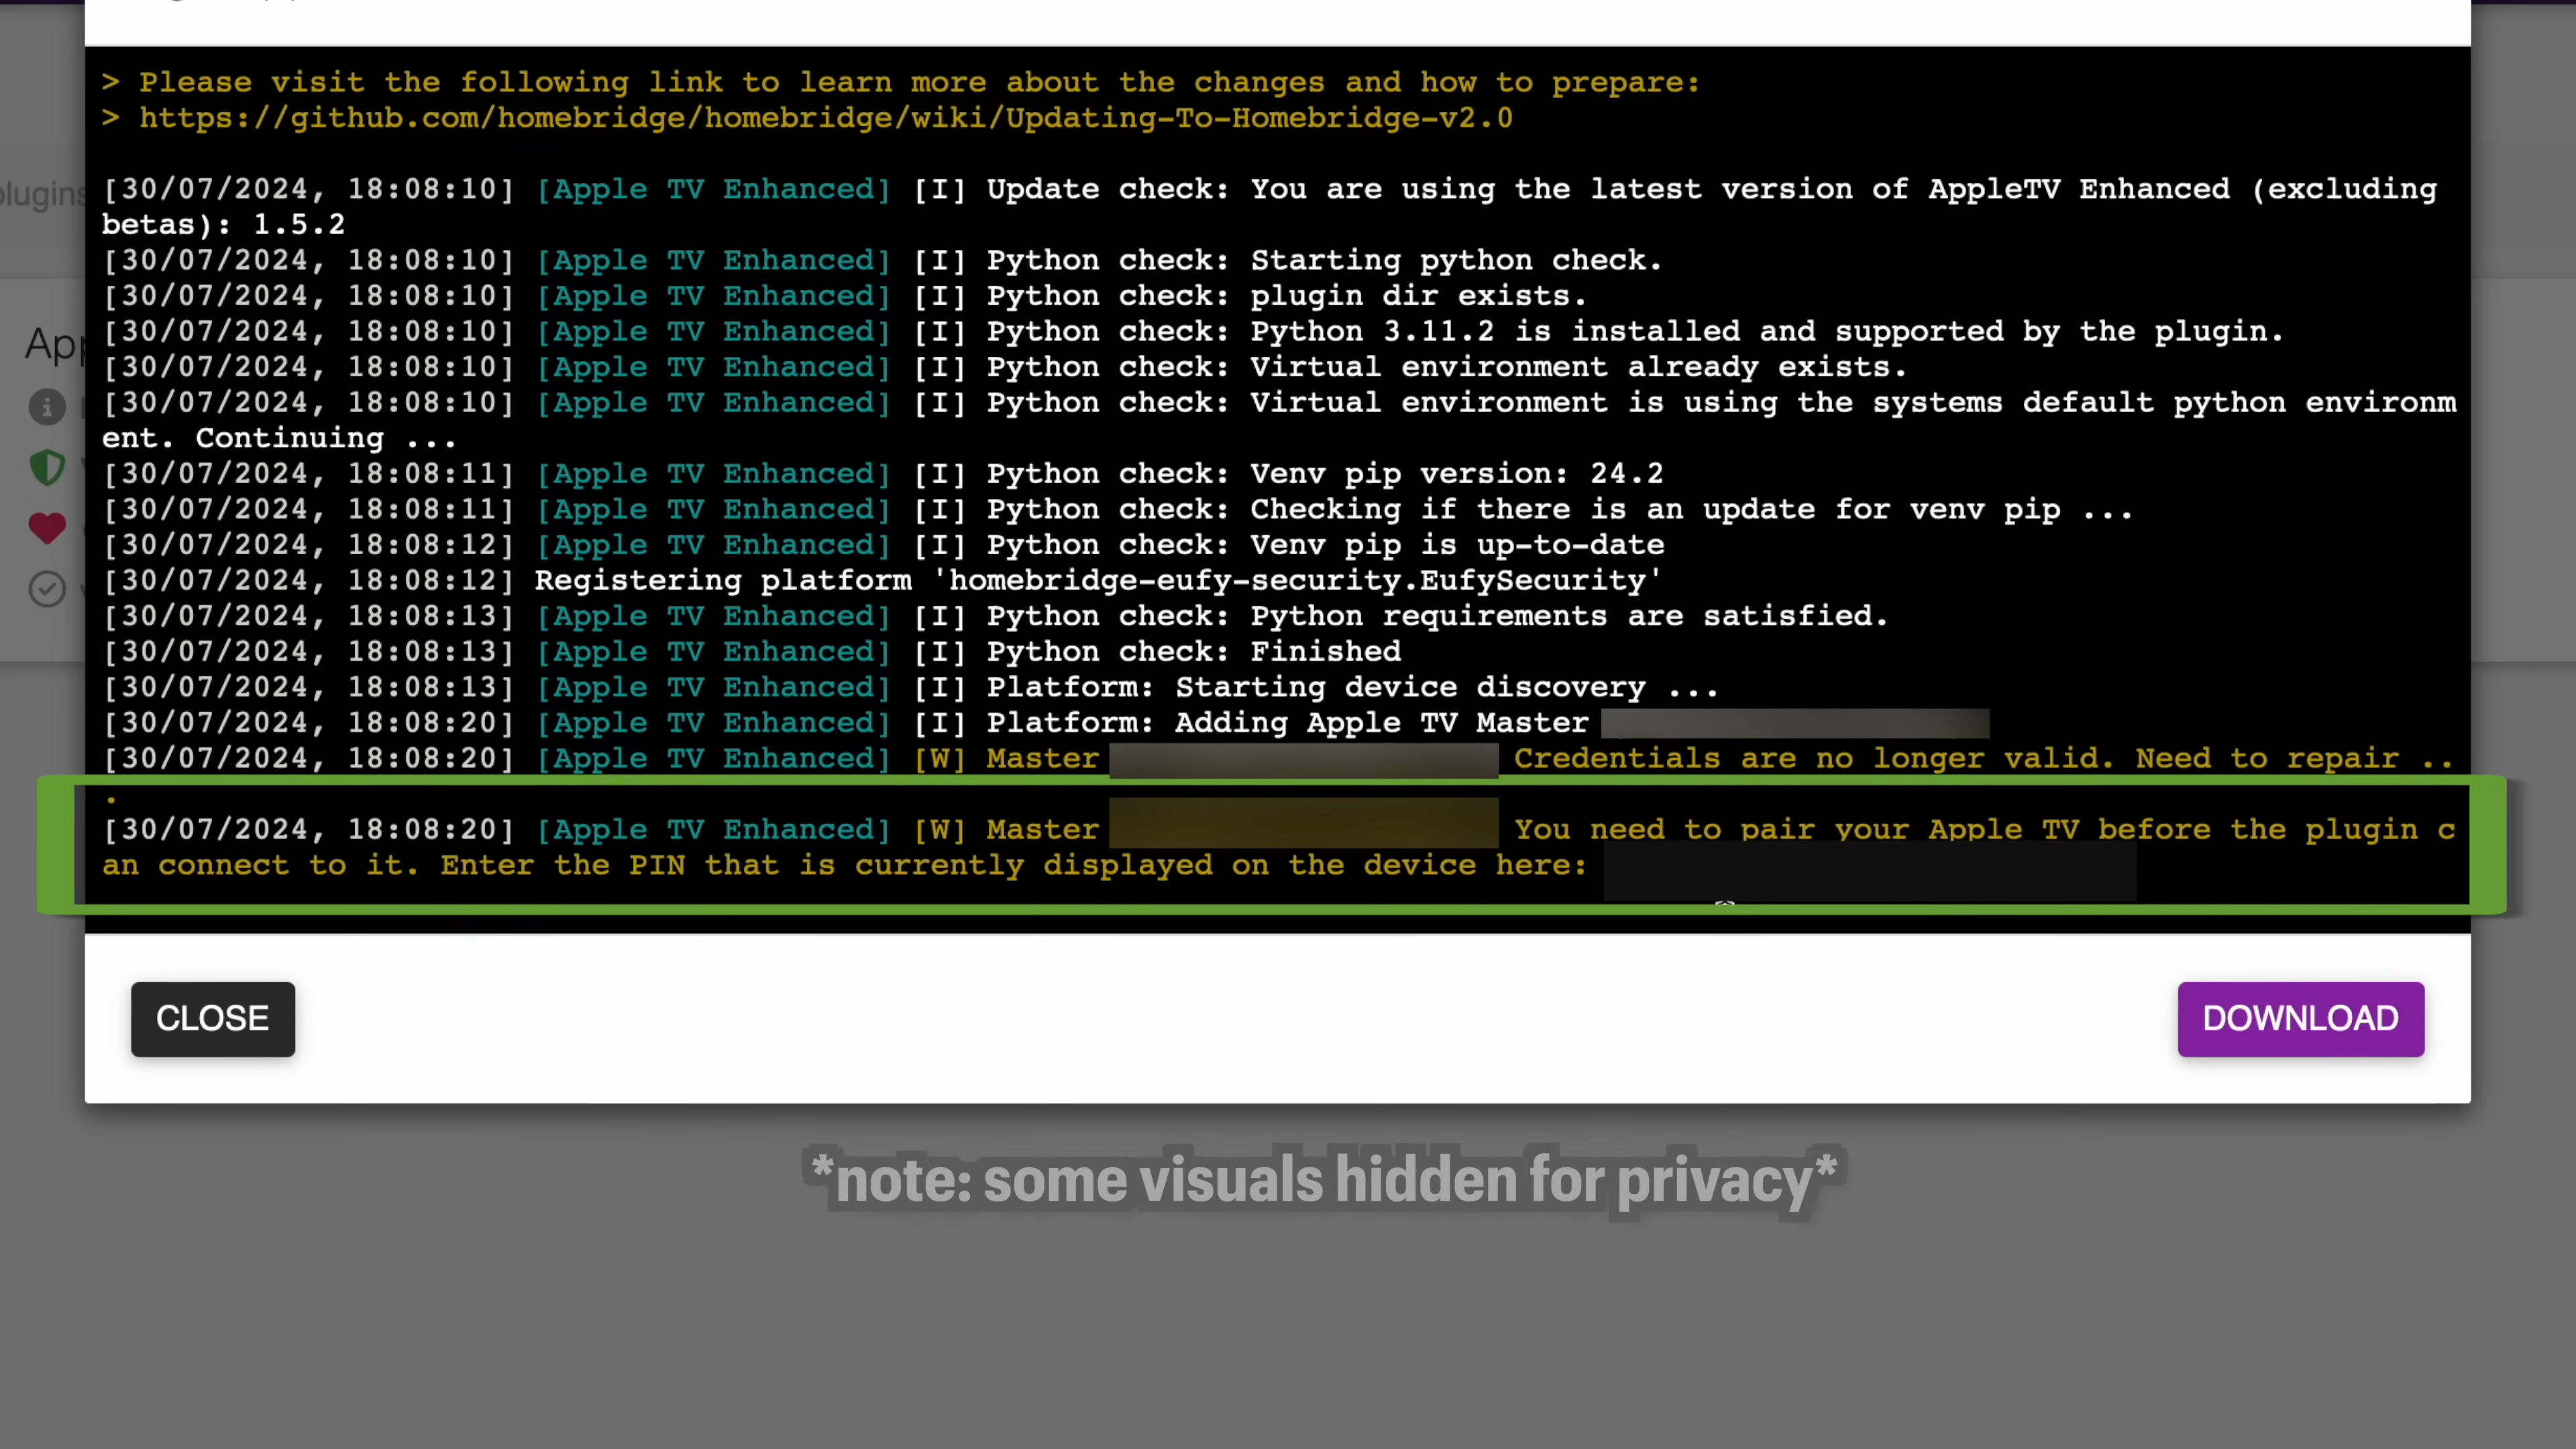 > Please visit the following link to learn more about the changes and how to prepare:
> https://github.com/homebridge/homebridge/wiki/Updating-To-Homebridge-v2.0
[30/07/2024, 18:08:10] [Apple TV Enhanced] [I] Update check: You are using the latest version of AppleTV Enhanced (excluding
betas): 1.5.2
[30/07/2024, 18:08:10] [Apple TV Enhanced] [I] Python check: Starting python check.
[30/07/2024, 18:08:10] [Apple TV Enhanced] [I] Python check: plugin dir exists.
[30/07/2024, 18:08:10] [Apple TV Enhanced] [I] Python check: Python 3.11.2 is installed and supported by the plugin.
[30/07/2024, 18:08:10] [Apple TV Enhanced] [I] Python check: Virtual environment already exists.
[30/07/2024, 18:08:10] [Apple TV Enhanced] [I] Python check: Virtual environment is using the systems default python environm
ent. Continuing ...
[30/07/2024, 18:08:11] [Apple TV Enhanced] [I] Python check: Venv pip version: 24.2
[30/07/2024, 18:08:11] [Apple TV Enhanced] [I] Python check: Checking if there is an update for venv pip ...
[30/07/2024, 18:08:12] [Apple TV Enhanced] [I] Python check: Venv pip is up-to-date
[30/07/2024, 18:08:12] Registering platform 'homebridge-eufy-security.EufySecurity'
[30/07/2024, 18:08:13] [Apple TV Enhanced] [I] Python check: Python requirements are satisfied.
[30/07/2024, 18:08:13] [Apple TV Enhanced] [I] Python check: Finished
[30/07/2024, 18:08:13] [Apple TV Enhanced] [I] Platform: Starting device discovery ...
[30/07/2024, 18:08:20] [Apple TV Enhanced] [I] Platform: Adding Apple TV Master
[30/07/2024, 18:08:20] [Apple TV Enhanced] [W] Master Credentials are no longer valid. Need to repair ..
.
[30/07/2024, 18:08:20] [Apple TV Enhanced] [W] Master You need to pair your Apple TV before the plugin c
an connect to it. Enter the PIN that is currently displayed on the device here:
CLOSE
DOWNLOAD
*note: some visuals hidden for privacy*